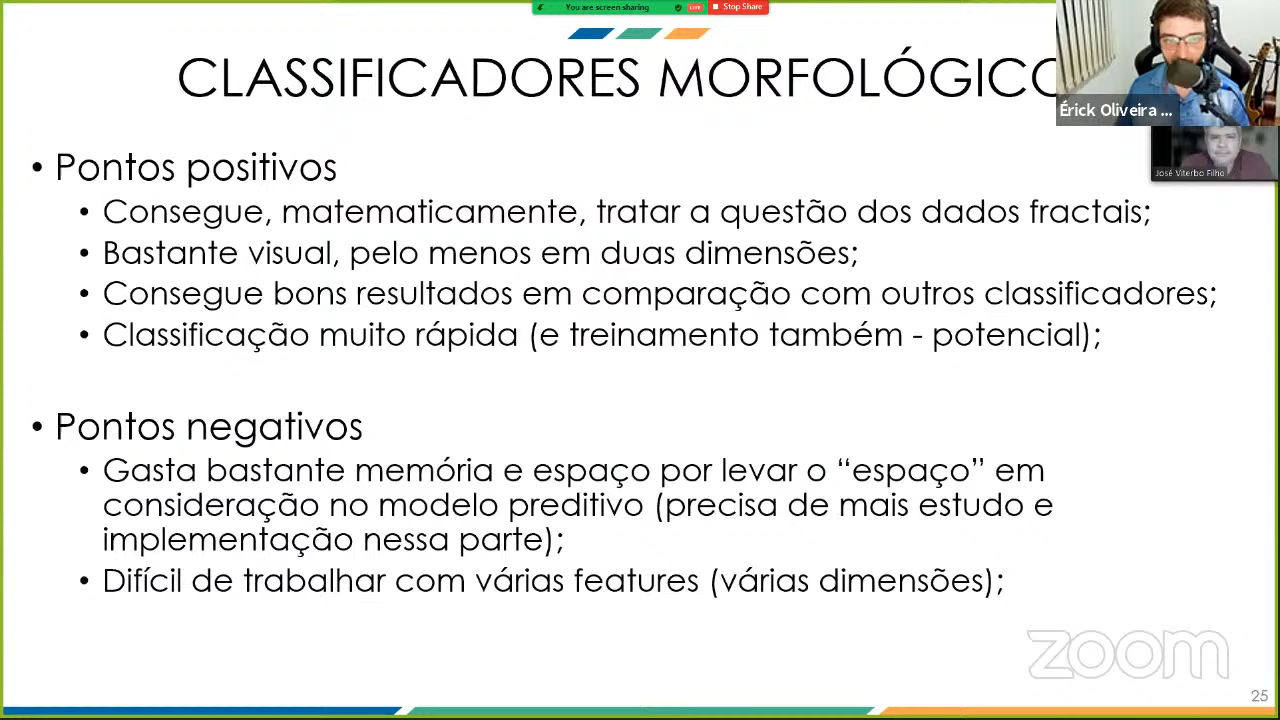 You are screen sharing
LIVE
Stop Share
CLASSIFICADORES MORFOLÓGICO
Érick Oliveira ...
José Viterbo Filho
• Pontos positivos
• Consegue, matematicamente, tratar a questão dos dados fractais;
• Bastante visual, pelo menos em duas dimensões;
• Consegue bons resultados em comparação com outros classificadores;
• Classificação muito rápida (e treinamento também - potencial);
• Pontos negativos
• Gasta bastante memória e espaço por levar o “espaço” em
consideração no modelo preditivo (precisa de mais estudo e
implementação nessa parte);
• Difícil de trabalhar com várias features (várias dimensões);
zoom
25